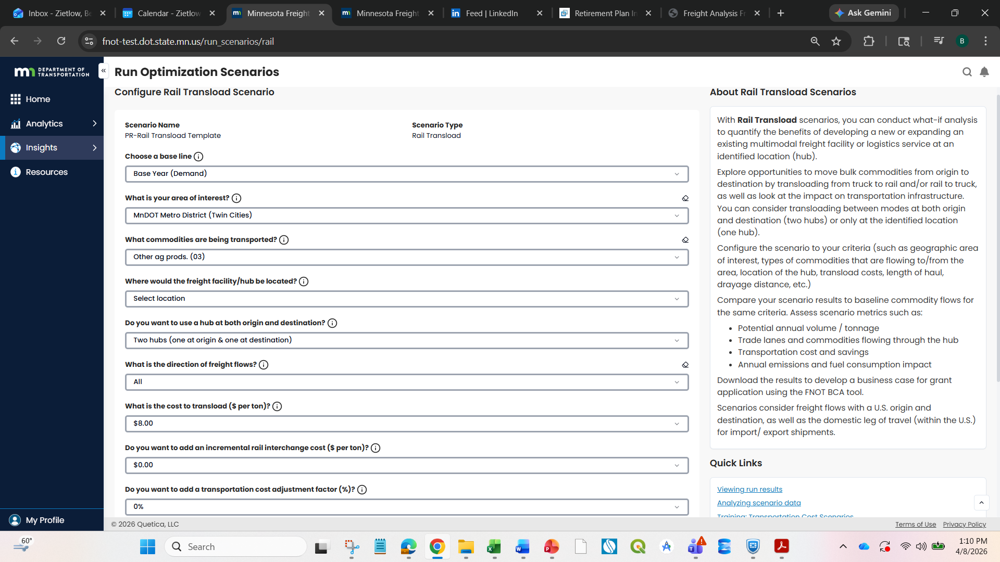 Inbox - Zietlow, Be
Calendar - Zietlow
Minnesota Freight
Minnesota Freight
Feed | LinkedIn
Retirement Plan In
Freight Analysis Fr
Ask Gemini
fnot-test.dot.state.mn.us/run_scenarios/rail
B
mn DEPARTMENT OF TRANSPORTATION
«
Run Optimization Scenarios
Home
Analytics
Insights
Resources
My Profile
Configure Rail Transload Scenario
Scenario Name
PR-Rail Transload Template
Scenario Type
Rail Transload
Choose a base line
Base Year (Demand)
What is your area of interest?
MnDOT Metro District (Twin Cities)
What commodities are being transported?
Other ag prods. (03)
Where would the freight facility/hub be located?
Select location
Do you want to use a hub at both origin and destination?
Two hubs (one at origin & one at destination)
What is the direction of freight flows?
All
What is the cost to transload ($ per ton)?
$8.00
Do you want to add an incremental rail interchange cost ($ per ton)?
$0.00
Do you want to add a transportation cost adjustment factor (%)?
0%
About Rail Transload Scenarios
With Rail Transload scenarios, you can conduct what-if analysis
to quantify the benefits of developing a new or expanding an
existing multimodal freight facility or logistics service at an
identified location (hub).
Explore opportunities to move bulk commodities from origin to
destination by transloading from truck to rail and/or rail to truck,
as well as look at the impact on transportation infrastructure.
You can consider transloading between modes at both origin
and destination (two hubs) or only at the identified location
(one hub).
Configure the scenario to your criteria (such as geographic area
of interest, types of commodities that are flowing to/from the
area, location of the hub, transload costs, length of haul,
drayage distance, etc.)
Compare your scenario results to baseline commodity flows for
the same criteria. Assess scenario metrics such as:
• Potential annual volume / tonnage
• Trade lanes and commodities flowing through the hub
• Transportation cost and savings
• Annual emissions and fuel consumption impact
Download the results to develop a business case for grant
application using the FNOT BCA tool.
Scenarios consider freight flows with a U.S. origin and
destination, as well as the domestic leg of travel (within the U.S.)
for import/ export shipments.
Quick Links
Viewing run results
Analyzing scenario data
Training: Transportation Cost Scenarios
© 2026 Quetica, LLC
Terms of Use
Privacy Policy
60°
Search
1:10 PM
4/8/2026